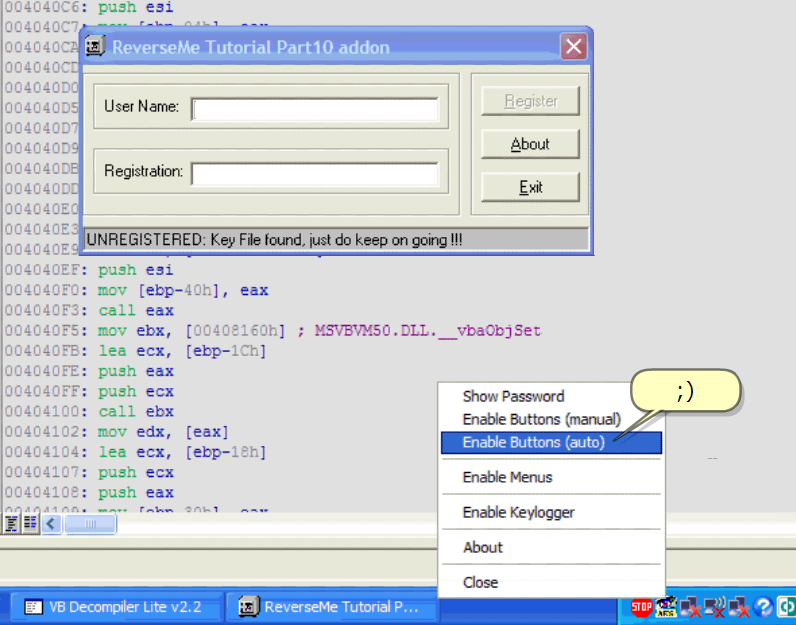 004040C6: push esi
004040C7: mov [ebp-04h], eax
ReverseMe Tutorial Part10 addon
004040CA
004040CD
004040D0
004040D5
004040D7
004040D9
004040DB
004040DD
004040E0
004040E3
004040E9
User Name:
Registration:
Register
About
Exit
UNREGISTERED: Key File found, just do keep on going !!!
004040EF: push esi
004040F0: mov [ebp-40h], eax
004040F3: call eax
004040F5: mov ebx, [00408160h] ; MSVBVM50.DLL.__vbaObjSet
004040FB: lea ecx, [ebp-1Ch]
004040FE: push eax
004040FF: push ecx
00404100: call ebx
00404102: mov edx, [eax]
00404104: lea ecx, [ebp-18h]
00404107: push ecx
00404108: push eax
00404109: mov [ebp-30h], eax
;)
Show Password
Enable Buttons (manual)
Enable Buttons (auto)
Enable Menus
Enable Keylogger
About
Close
VB Decompiler Lite v2.2
ReverseMe Tutorial P...
STOP